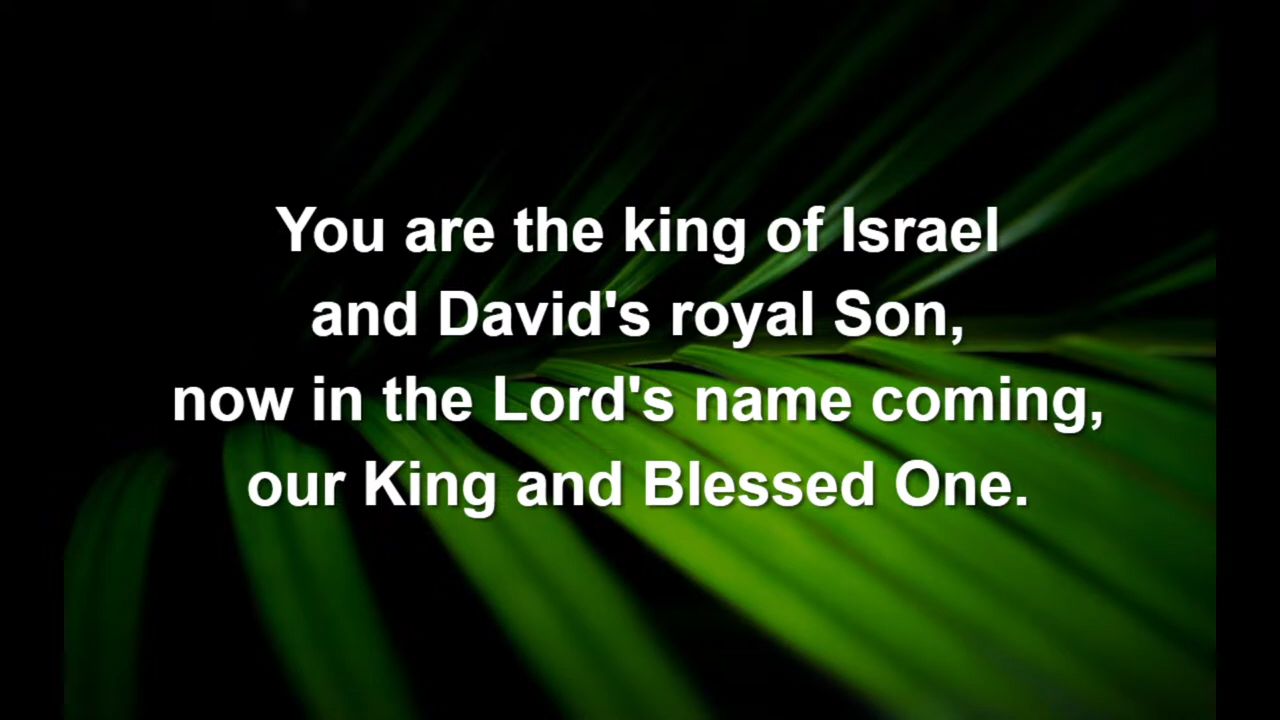 You are the king of Israel
and David's royal Son,
now in the Lord's name coming,
our King and Blessed One.